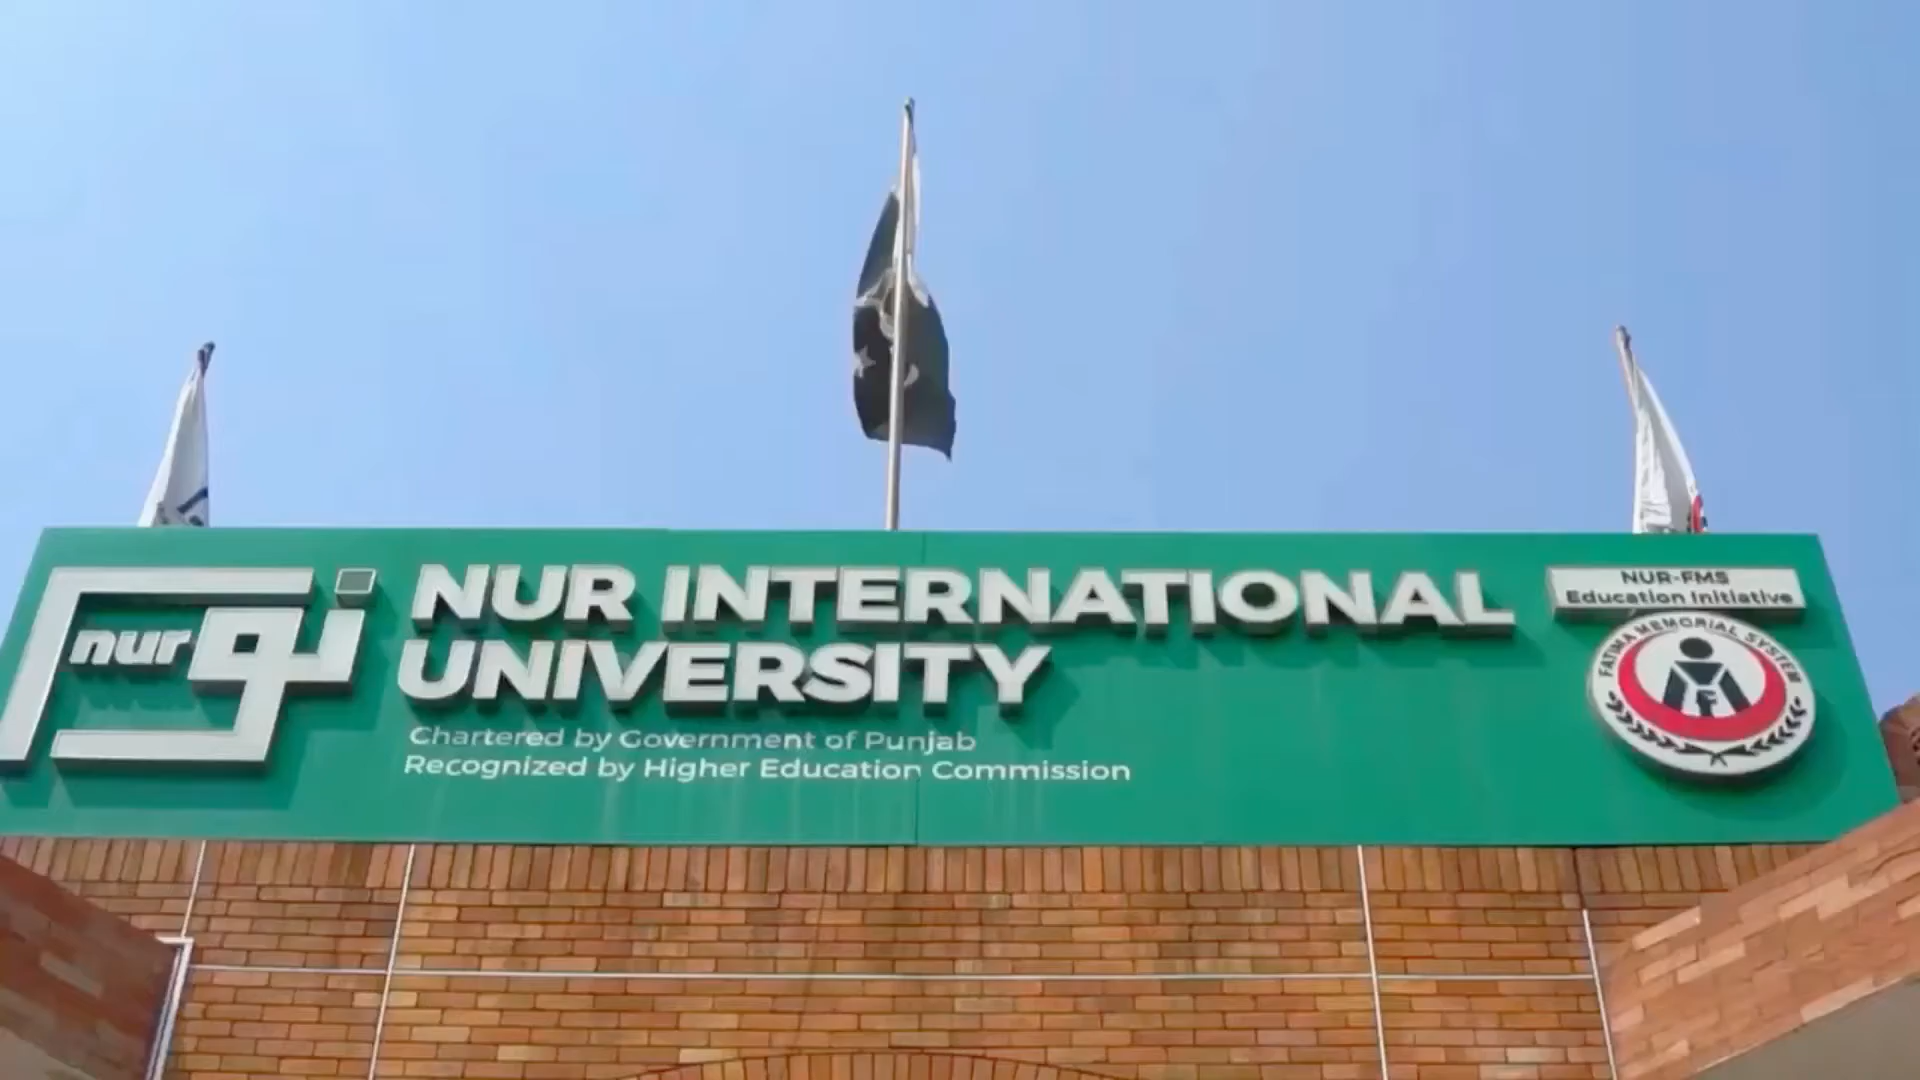 nur
نور
NUR INTERNATIONAL
UNIVERSITY
Chartered by Government of Punjab
Recognized by Higher Education Commission
NUR-FMS
Education Initiative
FATIMA MEMORIAL SYSTEM
F